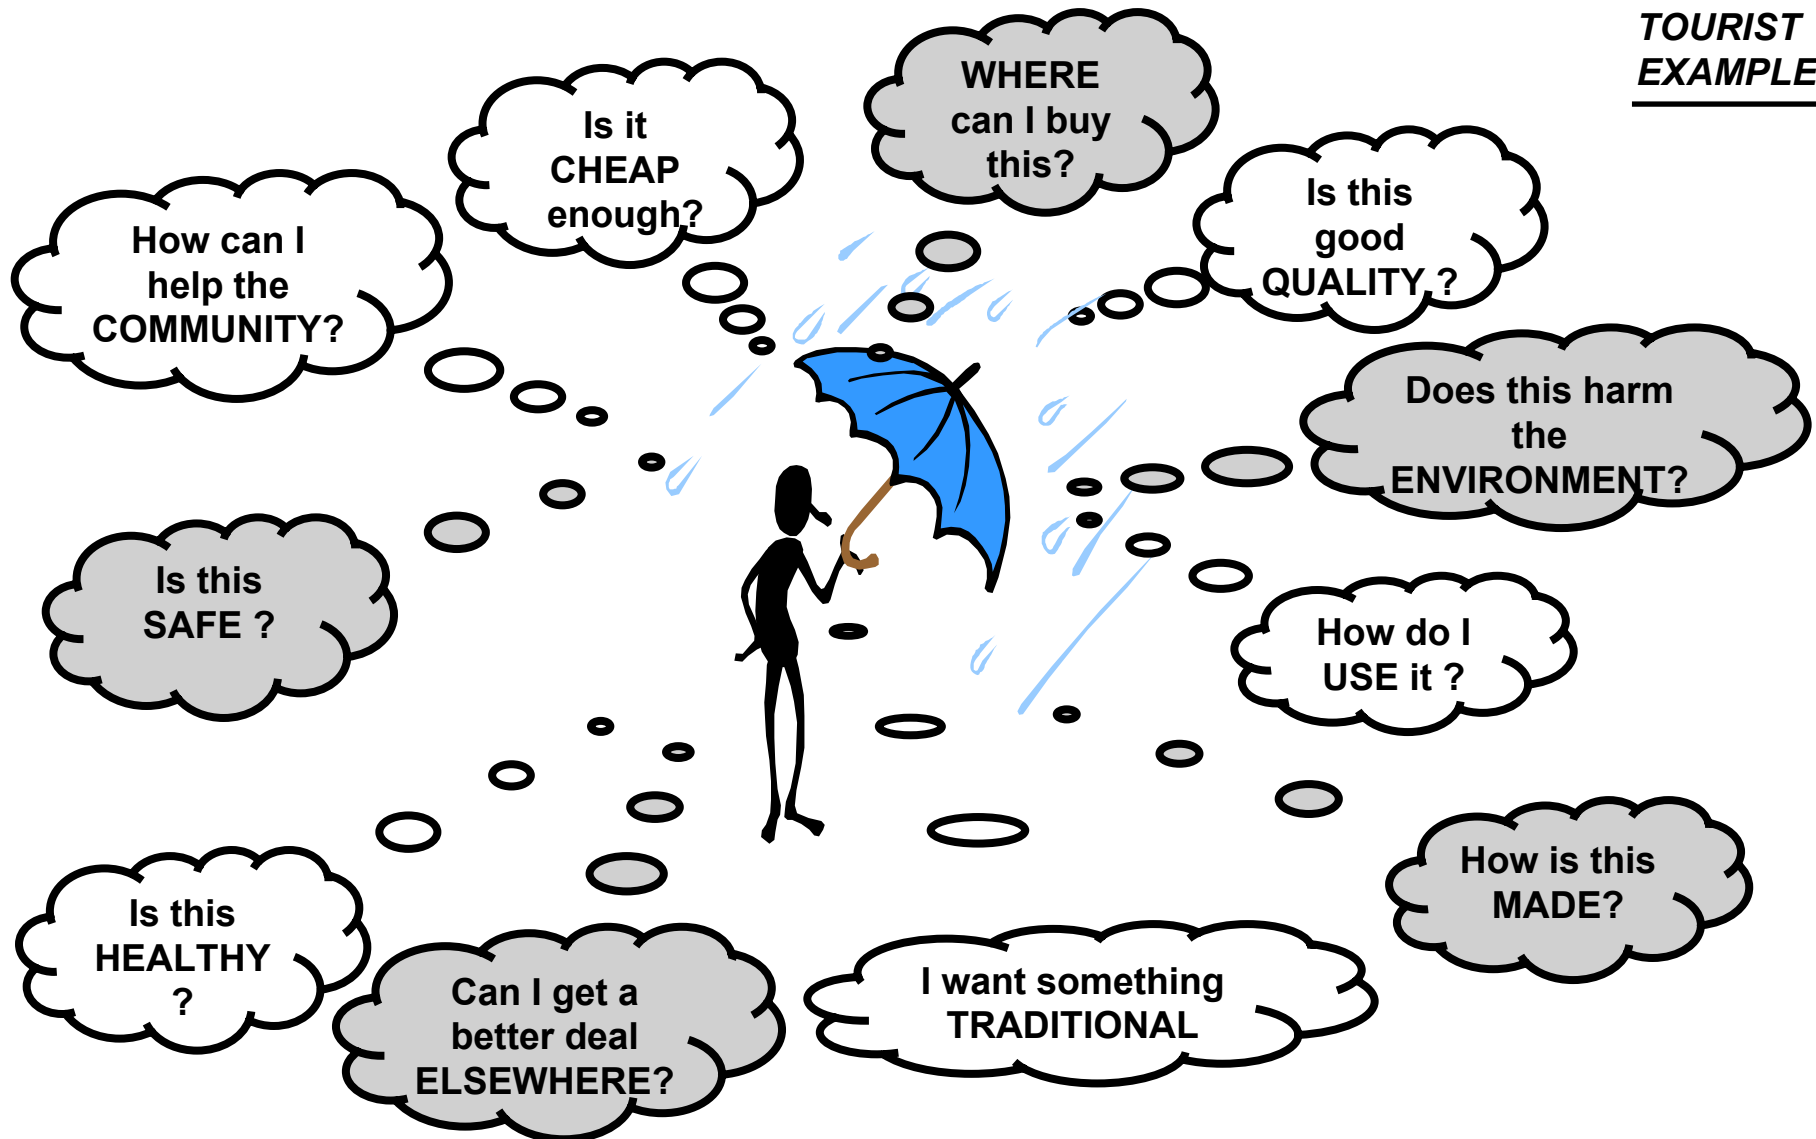 TOURIST
EXAMPLE
WHERE
can I buy
this?
Is it
CHEAP
enough?
Is this
good
QUALITY ?
How can I
help the
COMMUNITY?
Does this harm
the
ENVIRONMENT?
Is this
SAFE ?
How do I
USE it ?
How is this
MADE?
Is this
HEALTHY
?
Can I get a
better deal
ELSEWHERE?
I want something
TRADITIONAL